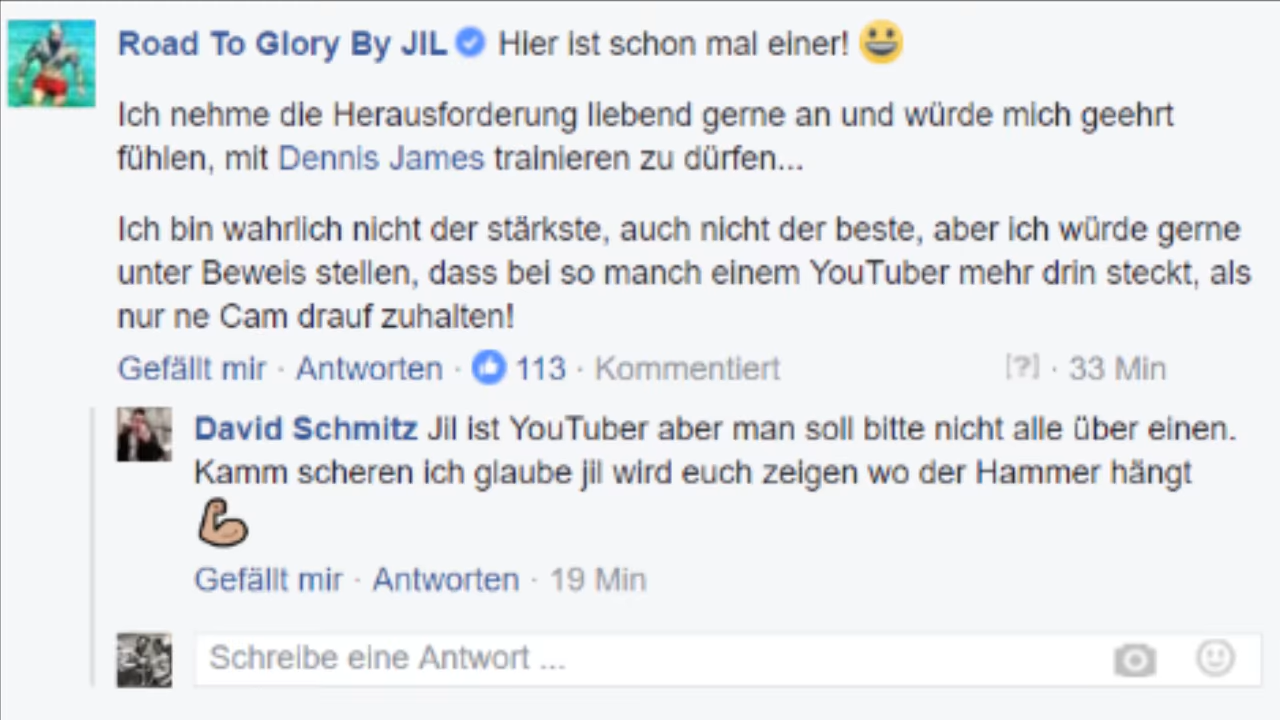 Road To Glory By JIL Hier ist schon mal einer! 😀
Ich nehme die Herausforderung liebend gerne an und würde mich geehrt
fühlen, mit Dennis James trainieren zu dürfen...
Ich bin wahrlich nicht der stärkste, auch nicht der beste, aber ich würde gerne
unter Beweis stellen, dass bei so manch einem YouTuber mehr drin steckt, als
nur ne Cam drauf zuhalten!
Gefällt mir · Antworten · 113 · Kommentiert [?] · 33 Min
David Schmitz Jil ist YouTuber aber man soll bitte nicht alle über einen.
Kamm scheren ich glaube jil wird euch zeigen wo der Hammer hängt
💪🏽
Gefällt mir · Antworten · 19 Min
Schreibe eine Antwort ...